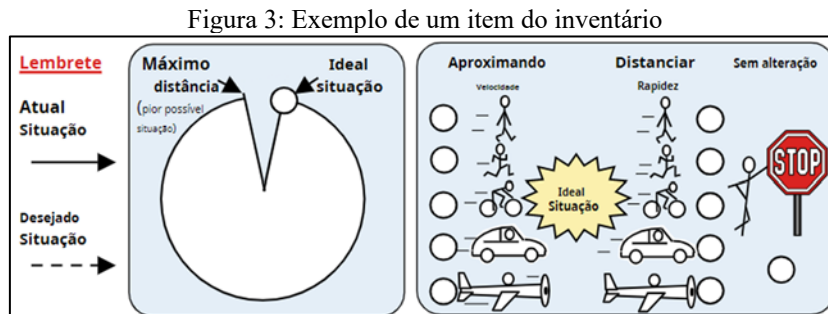 Figura 3: Exemplo de um item do inventário
Lembrete
Atual
Situação
Desejado
Situação
Máximo
distância
(pior possível
situação)
Ideal
situação
Aproximando
Velocidade
Distanciar
Rapidez
Sem alteração
Ideal
Situação
STOP